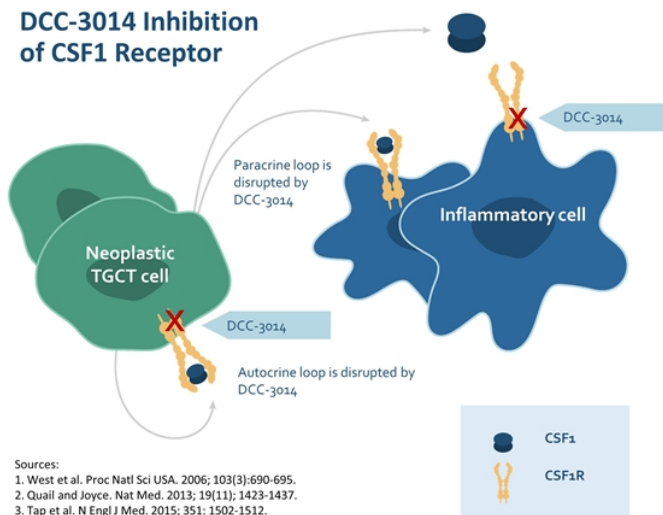 DCC-3014 Inhibition
of CSF1 Receptor
DCC-3014
Paracrine loop is
disrupted by
DCC-3014
Inflammatory cell
Neoplastic
TGCT cell
X
X
DCC-3014
Autocrine loop is disrupted by
DCC-3014
CSF1
CSF1R
Sources:
1. West et al. Proc Natl Sci USA. 2006; 103(3):690-695.
2. Quail and Joyce. Nat Med. 2013; 19(11); 1423-1437.
3. Tap et al. N Engl J Med. 2015; 351: 1502-1512.